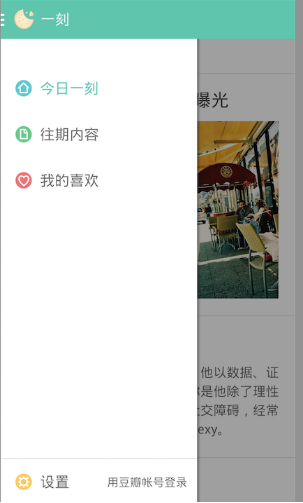 一刻
今日一刻
往期内容
我的喜欢
曝光
他以数据、证
是他除了理性
交障碍，经常
exy。
设置
用豆瓣帐号登录